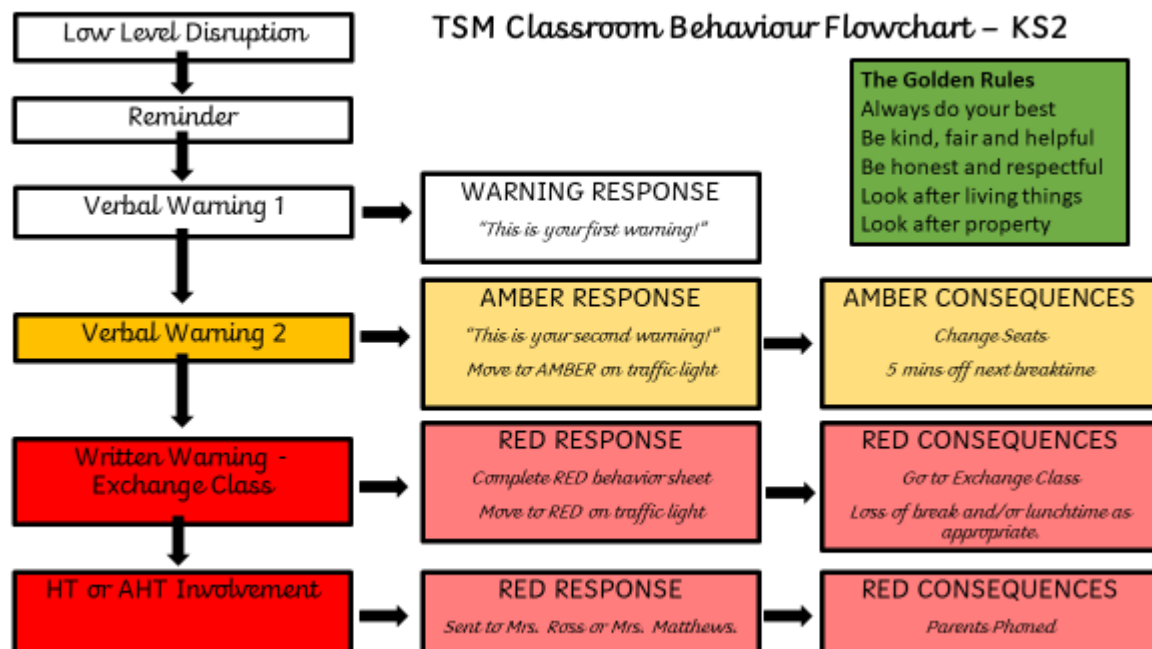 TSM Classroom Behaviour Flowchart – KS2
Low Level Disruption
Reminder
The Golden Rules
Always do your best
Be kind, fair and helpful
Be honest and respectful
Look after living things
Look after property
Verbal Warning 1
WARNING RESPONSE
"This is your first warning!"
Verbal Warning 2
AMBER RESPONSE
"This is your second warning!"
Move to AMBER on traffic light
AMBER CONSEQUENCES
Change Seats
5 mins off next breaktime
Written Warning -
Exchange Class
RED RESPONSE
Complete RED behavior sheet
Move to RED on traffic light
RED CONSEQUENCES
Go to Exchange Class
Loss of break and/or lunchtime as
appropriate.
HT or AHT Involvement
RED RESPONSE
Sent to Mrs. Ross or Mrs. Matthews.
RED CONSEQUENCES
Parents Phoned